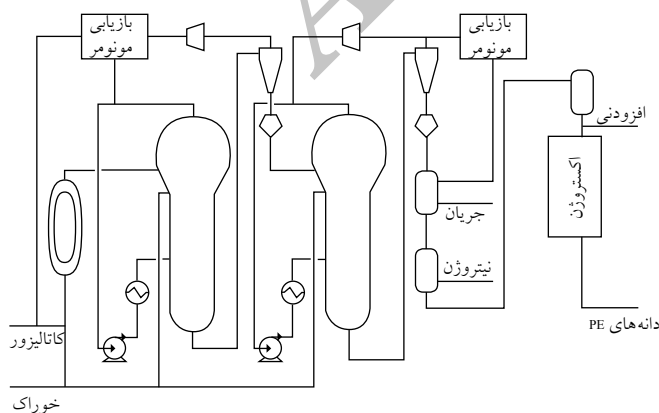 بازیابی
مونومر
بازیابی
مونومر
افزودنی
اکستروژن
جریان
نیتروژن
دانه‌های PE
کاتالیزور
خوراک